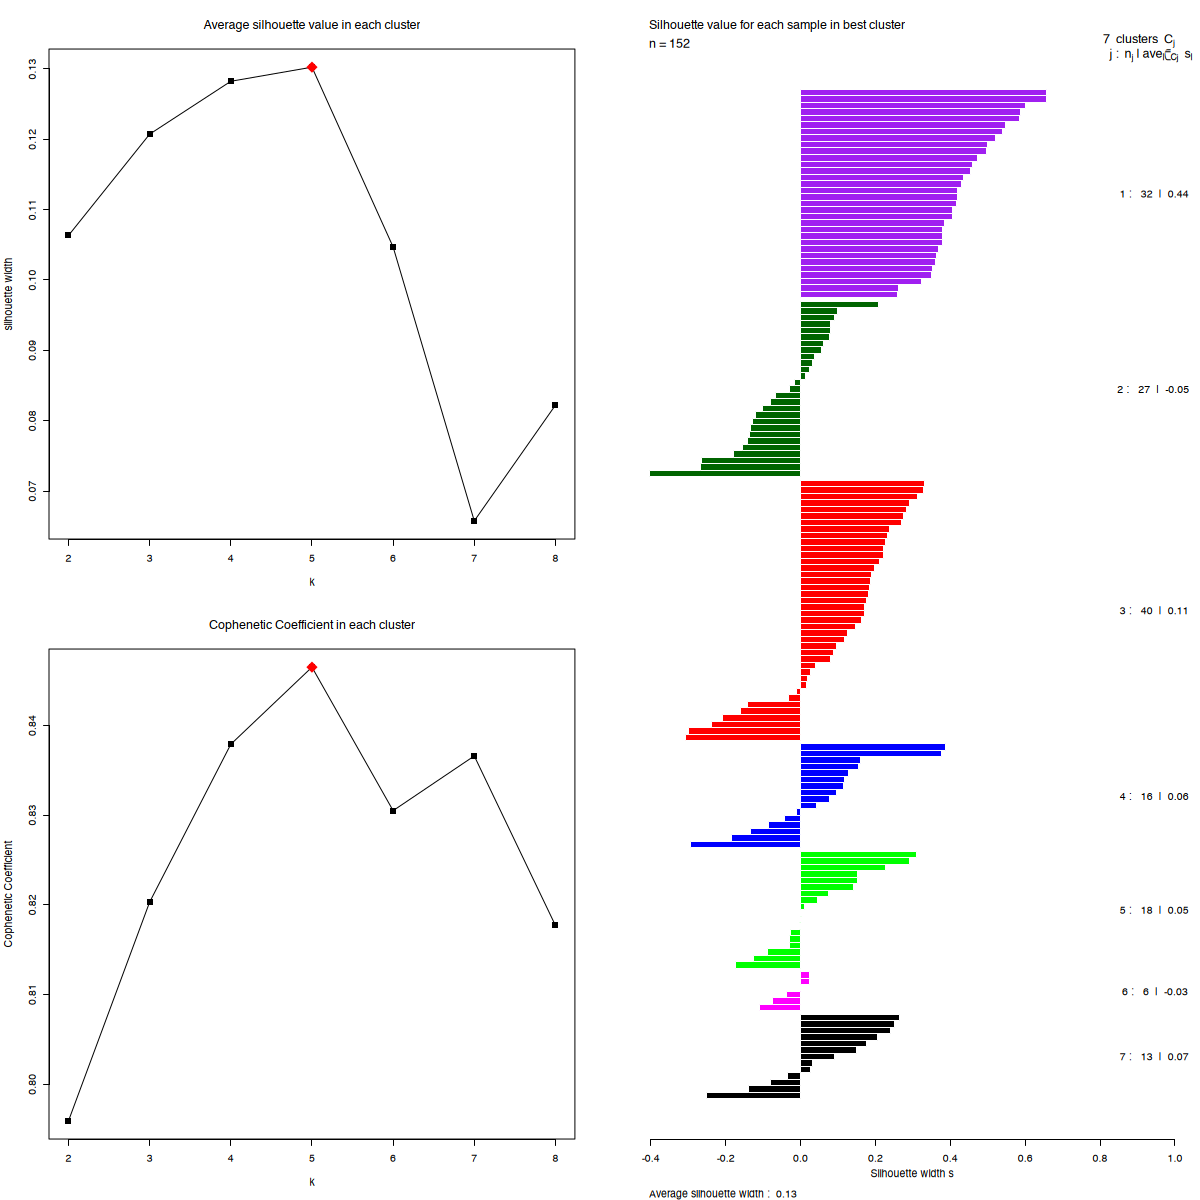 Average silhouette value in each cluster
silhouette width
0.13
0.12
0.11
0.10
0.09
0.08
0.07
2 3 4 5 6 7 8
k
Cophenetic Coefficient in each cluster
Cophenetic Coefficient
0.84
0.83
0.82
0.81
0.80
2 3 4 5 6 7 8
k
Silhouette value for each sample in best cluster
n = 152
7 clusters Cj
j : nj | ave i∈Cj si
1 : 32 | 0.44
2 : 27 | -0.05
3 : 40 | 0.11
4 : 16 | 0.06
5 : 18 | 0.05
6 : 6 | -0.03
7 : 13 | 0.07
-0.4 -0.2 0.0 0.2 0.4 0.6 0.8 1.0
Silhouette width s
Average silhouette width : 0.13